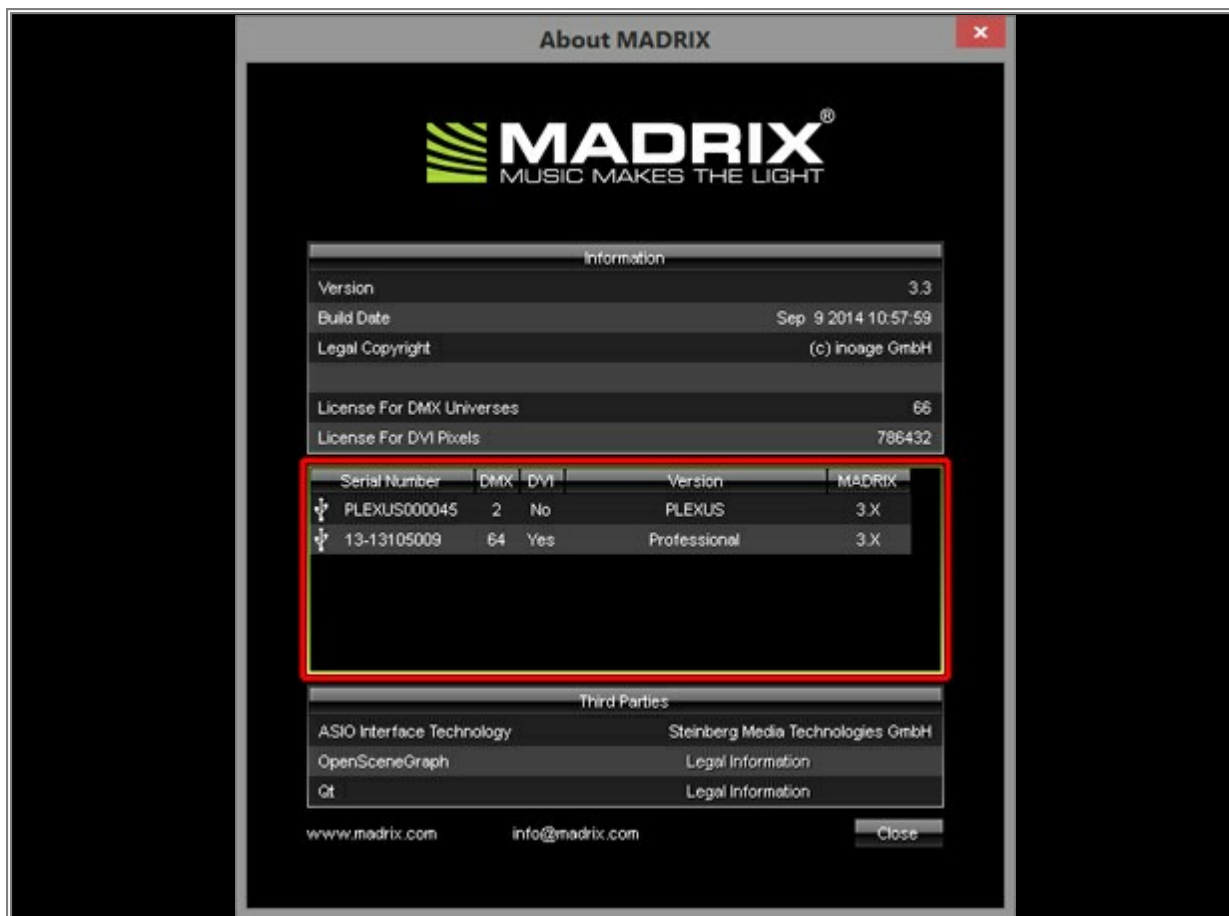 About MADRIX
MADRIX®
MUSIC MAKES THE LIGHT
Information
Version 3.3
Build Date Sep 9 2014 10:57:59
Legal Copyright (c) inoage GmbH
License For DMX Universes 66
License For DVI Pixels 786432
Serial Number DMX DVI Version MADRIX
PLEXUS000045 2 No PLEXUS 3.X
13-13105009 64 Yes Professional 3.X
Third Parties
ASIO Interface Technology Steinberg Media Technologies GmbH
OpenSceneGraph Legal Information
Qt Legal Information
www.madrix.com info@madrix.com Close